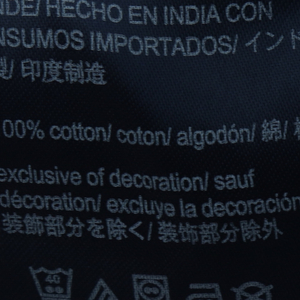 NDE/ HECHO EN INDIA CON
NSUMOS IMPORTADOS/ インド
製/ 印度制造
00% cotton/ coton/ algodón/ 綿/
exclusive of decoration/ sauf
décoration/ excluye la decoración
装飾部分を除く/ 装飾部分除外
40